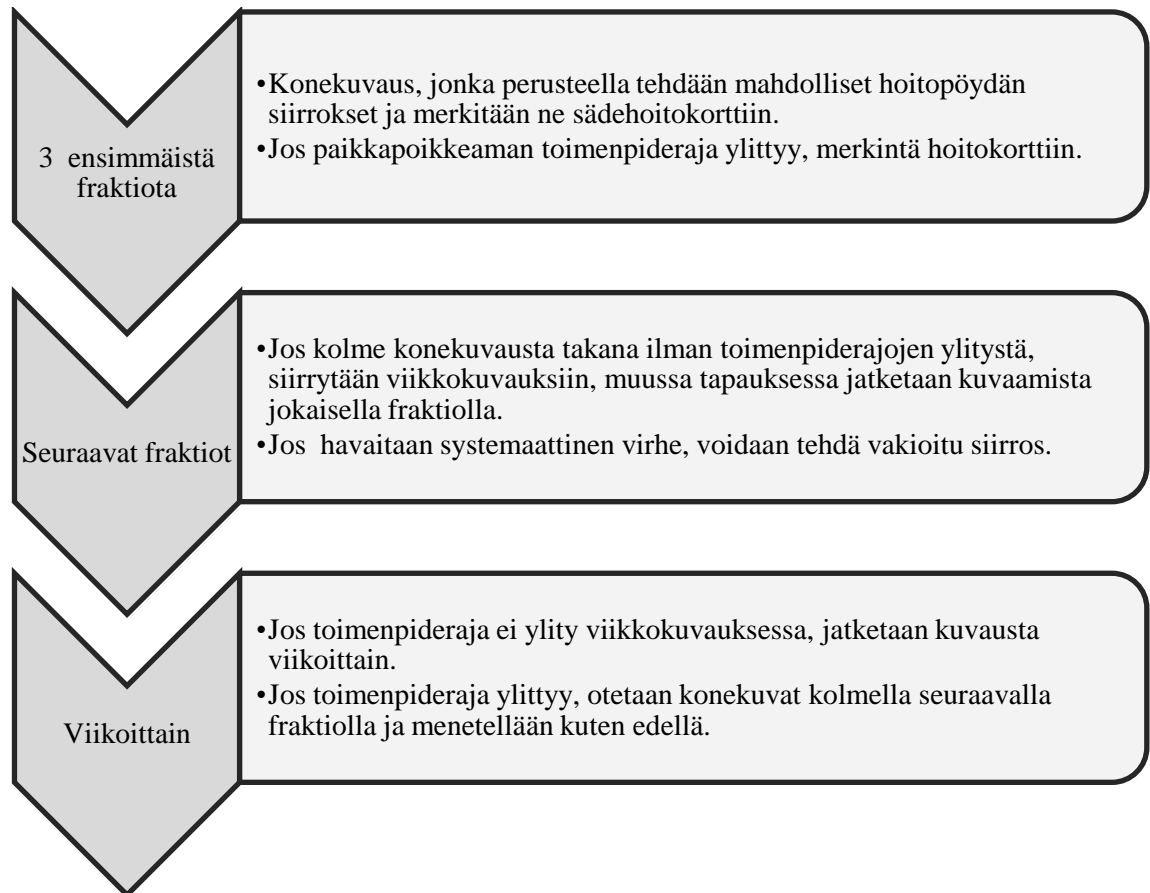 3 ensimmäistä
fraktiota
•Konekuvaus, jonka perusteella tehdään mahdolliset hoitopöydän
siirrokset ja merkitään ne sädehoitokorttiin.
•Jos paikkapoikkeaman toimenpideraja ylittyy, merkintä hoitokorttiin.
Seuraavat fraktiot
•Jos kolme konekuvausta takana ilman toimenpiderajojen ylitystä,
siirrytään viikkokuvauksiin, muussa tapauksessa jatketaan kuvaamista
jokaisella fraktiolla.
•Jos havaitaan systemaattinen virhe, voidaan tehdä vakioitu siirros.
Viikoittain
•Jos toimenpideraja ei ylity viikkokuvauksessa, jatketaan kuvausta
viikoittain.
•Jos toimenpideraja ylittyy, otetaan konekuvat kolmella seuraavalla
fraktiolla ja menetellään kuten edellä.